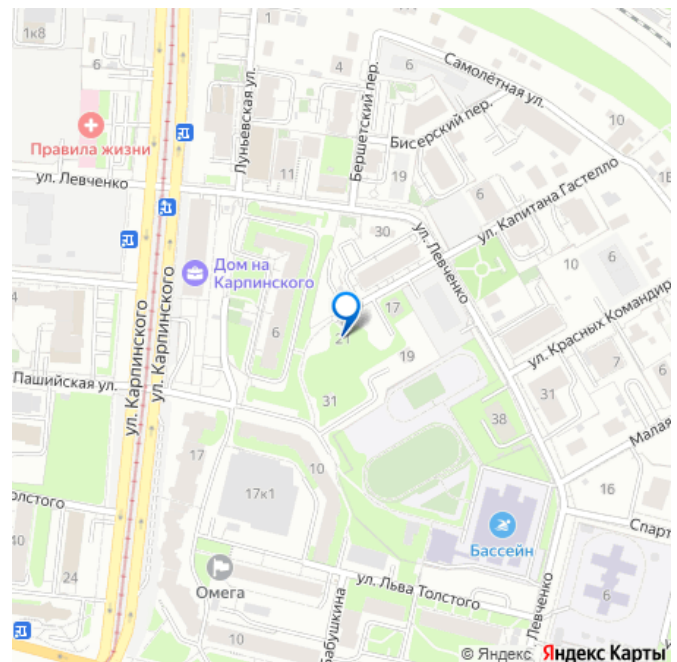 1к8
6
4
6
Самолётная ул.
Луньевская ул.
Бершетский пер.
Бисерский пер.
10
Правила жизни
ул. Левченко
11
19
6
ул. Капитана Гастелло
30
ул. Левченко
6
Дом на
Карпинского
10
17
21
6
19
ул. Красных Командир
7
6
31
ул. Карпинского
ул. Карпинского
Пашийская ул.
31
38
Малая
17
10
17к1
16
олстого
Бассейн
Спарт
40
24
Омега
ул. Льва Толстого
6
10
Бабушкина
Левченко
© Яндекс Яндекс Карты